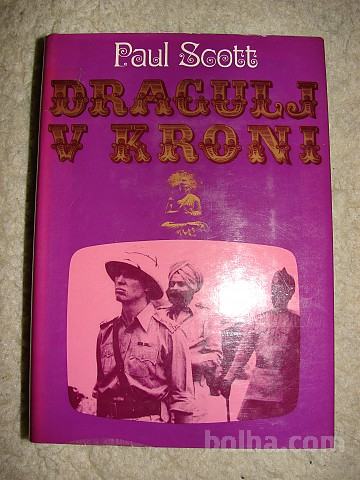 Paul Scott
DRAGULJ
V KRONI
bolha.com